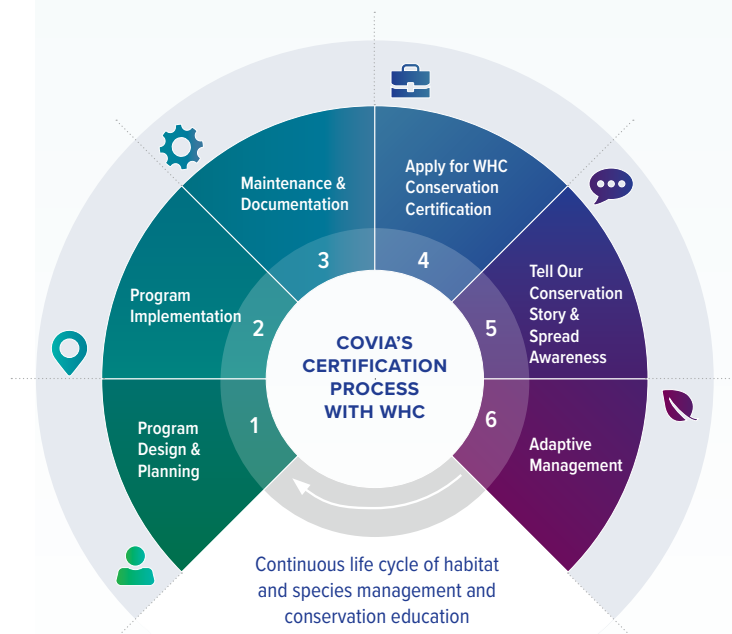 COVIA'S
CERTIFICATION
PROCESS
WITH WHC
1
Program
Design &
Planning
2
Program
Implementation
3
Maintenance &
Documentation
4
Apply for WHC
Conservation
Certification
5
Tell Our
Conservation
Story &
Spread
Awareness
6
Adaptive
Management
Continuous life cycle of habitat
and species management and
conservation education